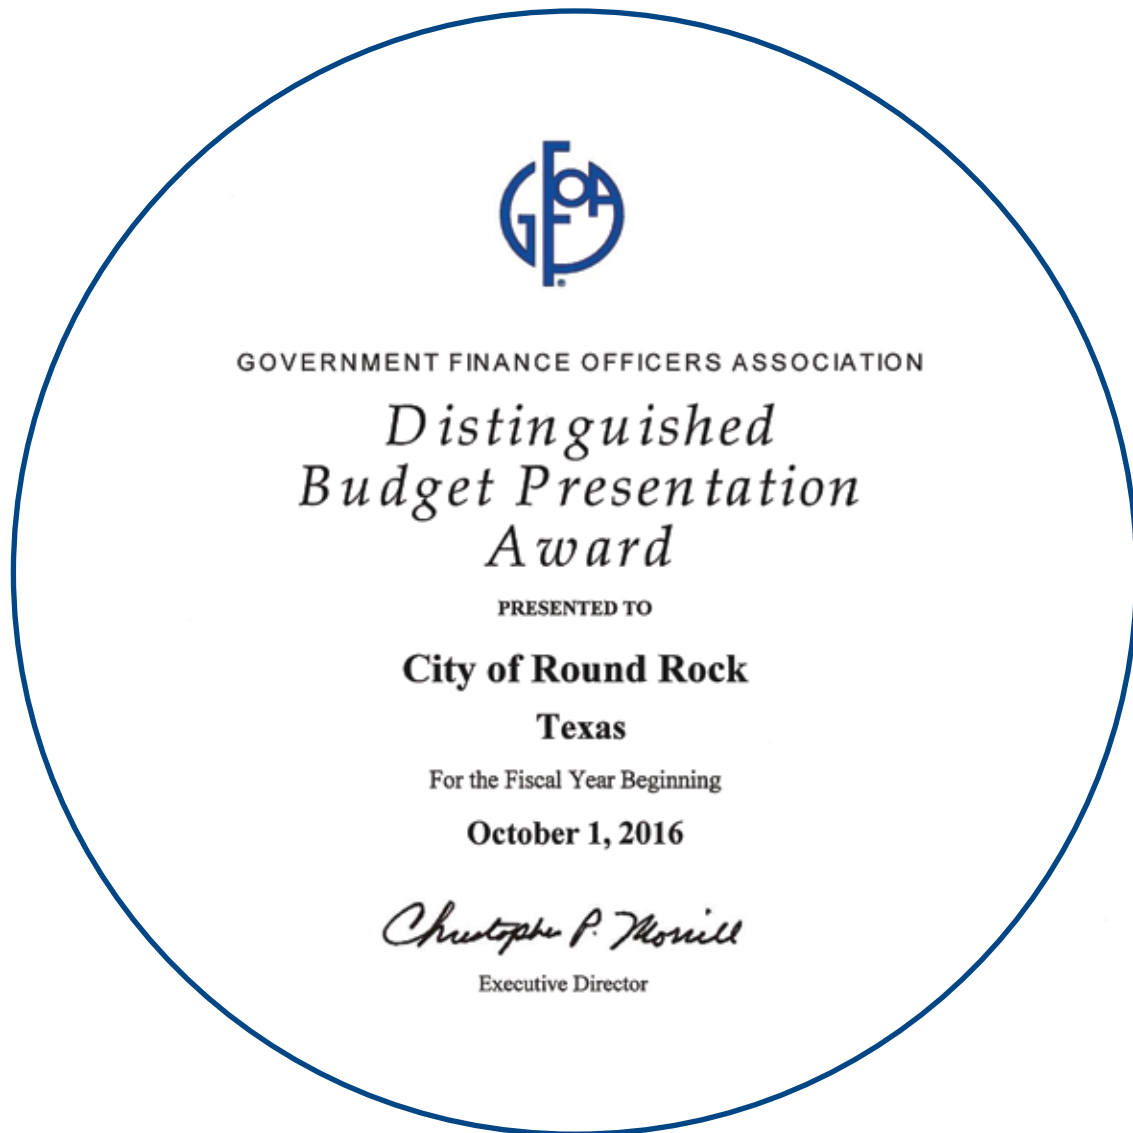 GFOA
GOVERNMENT FINANCE OFFICERS ASSOCIATION
Distinguished
Budget Presentation
Award
PRESENTED TO
City of Round Rock
Texas
For the Fiscal Year Beginning
October 1, 2016
Christopher P. Morrill
Executive Director